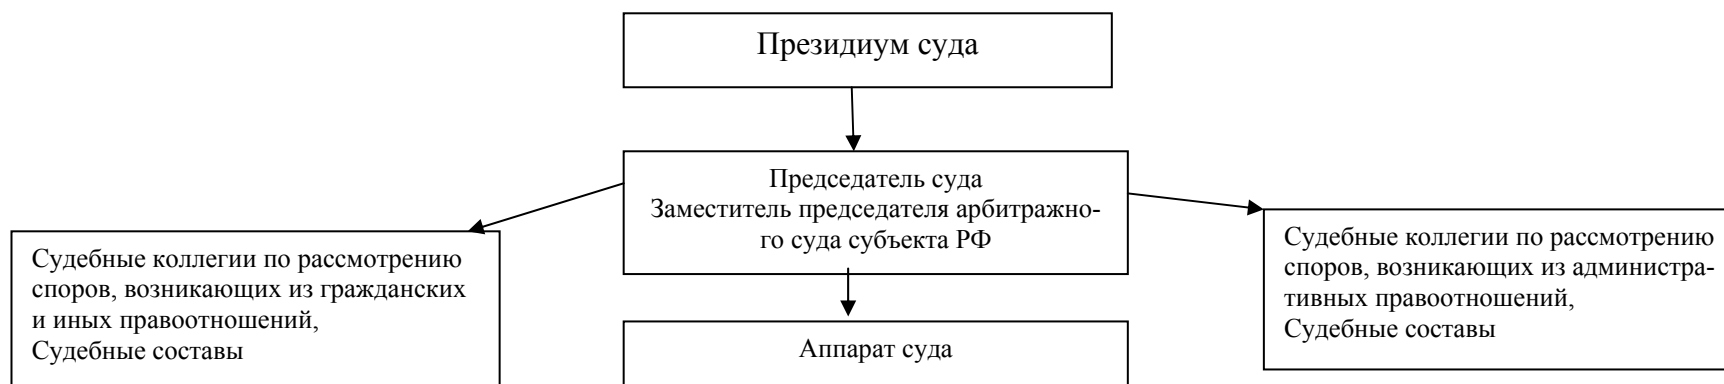 Президиум суда
Председатель суда
Заместитель председателя арбитражно-
го суда субъекта РФ
Судебные коллегии по рассмотрению
споров, возникающих из гражданских
и иных правоотношений,
Судебные составы
Судебные коллегии по рассмотрению
споров, возникающих из администра-
тивных правоотношений,
Судебные составы
Аппарат суда